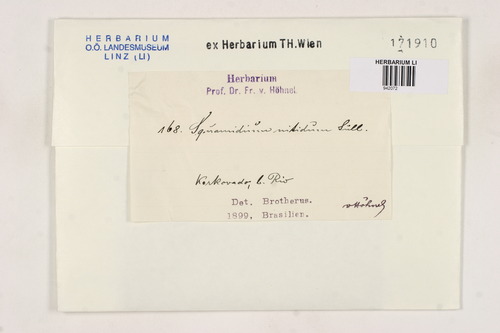 HERBARIUM
O.Ö. LANDESMUSEUM
LINZ (LI)
ex Herbarium TH.Wien
171910
HERBARIUM LI
942072
Herbarium
Prof. Dr. Fr. v. Höhnel.
168. Squamidium nitidum Sull.
Korkovado, b. Rio
Det. Brotherus.
1899, Brasilien.
v Höhnel